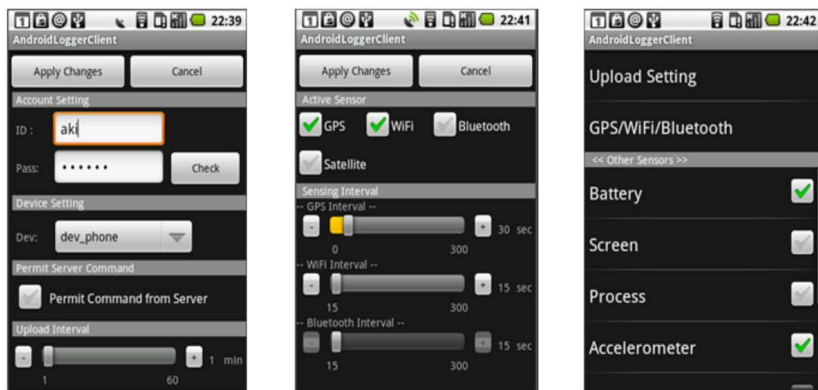 22:39
AndroidLoggerClient
Apply Changes Cancel
Account Setting
ID : aki
Pass: •••••• Check
Device Setting
Dev: dev_phone
Permit Server Command
Permit Command from Server
Upload Interval
- + 1 min
1 60
22:41
AndroidLoggerClient
Apply Changes Cancel
Active Sensor
GPS WiFi Bluetooth
Satellite
Sensing Interval
-- GPS Interval --
- + 30 sec
0 300
-- WiFi Interval --
- + 15 sec
15 300
-- Bluetooth Interval --
- + 15 sec
15 300
22:42
AndroidLoggerClient
Upload Setting
GPS/WiFi/Bluetooth
<< Other Sensors >>
Battery
Screen
Process
Accelerometer